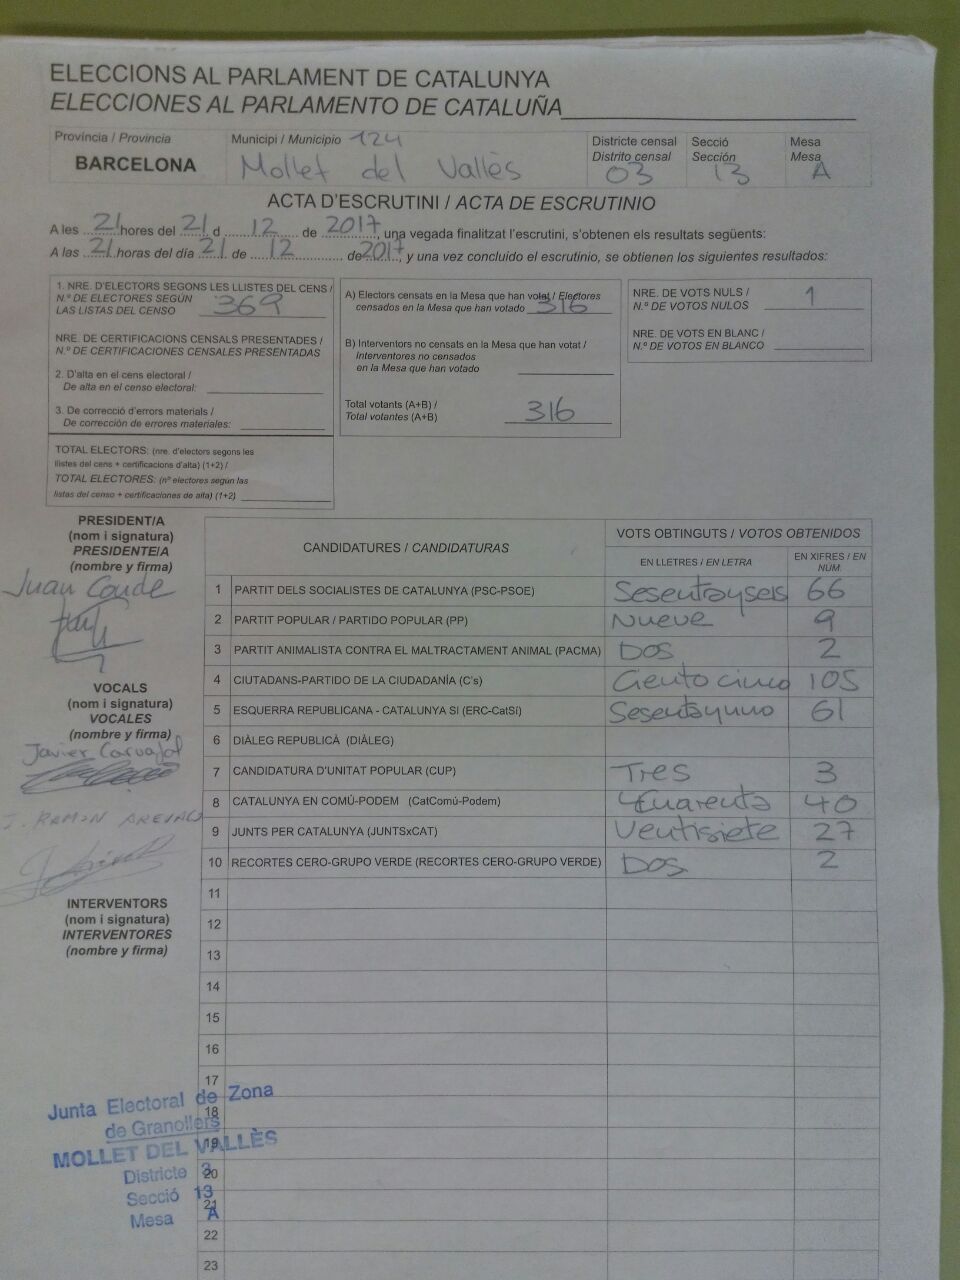 ELECCIONS AL PARLAMENT DE CATALUNYA
ELECCIONES AL PARLAMENTO DE CATALUÑA
Província / Provincia
BARCELONA
Municipi / Municipio 124
Mollet del Vallès
Districte censal
Distrito censal
03
Secció
Sección
13
Mesa
Mesa
A
ACTA D'ESCRUTINI / ACTA DE ESCRUTINIO
A les 21 hores del 21 d 12 de 2017, una vegada finalitzat l'escrutini, s'obtenen els resultats següents:
A las 21 horas del día 21 de 12 de 2017, y una vez concluido el escrutinio, se obtienen los siguientes resultados:
1. NRE. D'ELECTORS SEGONS LES LLISTES DEL CENS /
N.º DE ELECTORES SEGÚN
LAS LISTAS DEL CENSO 369
NRE. DE CERTIFICACIONS CENSALS PRESENTADES /
N.º DE CERTIFICACIONES CENSALES PRESENTADAS
2. D'alta en el cens electoral /
De alta en el censo electoral:
3. De correcció d'errors materials /
De corrección de errores materiales:
TOTAL ELECTORS: (nre. d'electors segons les
llistes del cens + certificacions d'alta) (1+2) /
TOTAL ELECTORES: (nº electores según las
listas del censo + certificaciones de alta) (1+2)
A) Electors censats en la Mesa que han votat / Electores
censados en la Mesa que han votado 316
B) Interventors no censats en la Mesa que han votat /
Interventores no censados
en la Mesa que han votado
Total votants (A+B) /
Total votantes (A+B) 316
NRE. DE VOTS NULS /
N.º DE VOTOS NULOS 1
NRE. DE VOTS EN BLANC /
N.º DE VOTOS EN BLANCO
PRESIDENT/A
(nom i signatura)
PRESIDENTE/A
(nombre y firma)
Juan Conde
VOCALS
(nom i signatura)
VOCALES
(nombre y firma)
Javier Carvajal
J. RAMON AREVALO
INTERVENTORS
(nom i signatura)
INTERVENTORES
(nombre y firma)
CANDIDATURES / CANDIDATURAS
VOTS OBTINGUTS / VOTOS OBTENIDOS
EN LLETRES / EN LETRA
EN XIFRES / EN
NÚM.
1 PARTIT DELS SOCIALISTES DE CATALUNYA (PSC-PSOE) Sesentayseis 66
2 PARTIT POPULAR / PARTIDO POPULAR (PP) Nueve 9
3 PARTIT ANIMALISTA CONTRA EL MALTRACTAMENT ANIMAL (PACMA) Dos 2
4 CIUTADANS-PARTIDO DE LA CIUDADANÍA (C's) Ciento cinco 105
5 ESQUERRA REPUBLICANA - CATALUNYA SI (ERC-CatSí) Sesentayuno 61
6 DIÀLEG REPUBLICÀ (DIÀLEG)
7 CANDIDATURA D'UNITAT POPULAR (CUP) Tres 3
8 CATALUNYA EN COMÚ-PODEM (CatComú-Podem) Cuarenta 40
9 JUNTS PER CATALUNYA (JUNTSxCAT) Ventisiete 27
10 RECORTES CERO-GRUPO VERDE (RECORTES CERO-GRUPO VERDE) Dos 2
11
12
13
14
15
16
17
18
19
20
21
22
23
Junta Electoral de Zona
de Granollers
MOLLET DEL VALLÈS
Districte 3
Secció 13
Mesa A